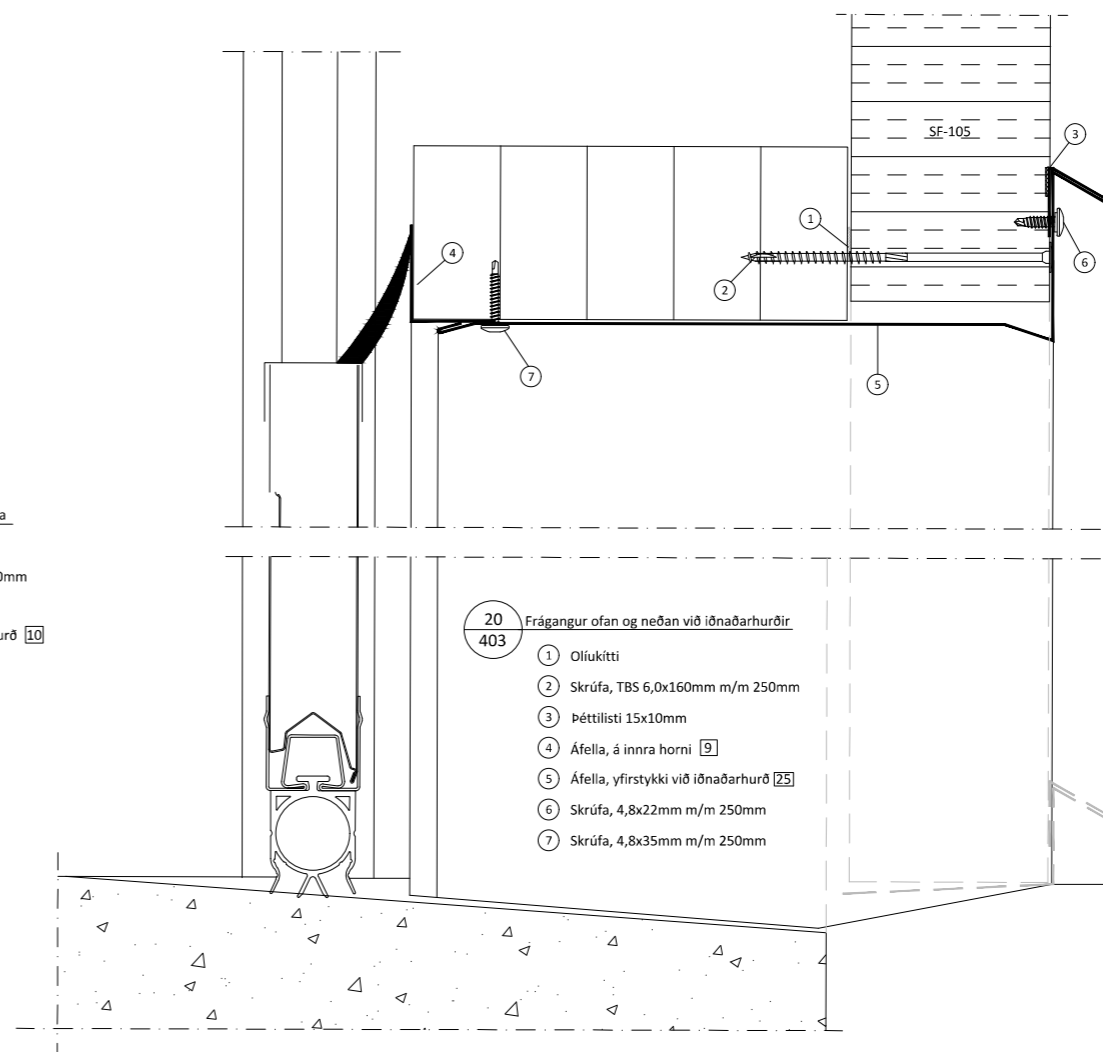 SF-105
3
1
4
6
2
7
5
a
0mm
urð 10
20
403
Frágangur ofan og neðan við iðnaðarhurðir
1 Olíukítti
2 Skrúfa, TBS 6,0x160mm m/m 250mm
3 Þéttilisti 15x10mm
4 Áfella, á innra horni 9
5 Áfella, yfirstykki við iðnaðarhurð 25
6 Skrúfa, 4,8x22mm m/m 250mm
7 Skrúfa, 4,8x35mm m/m 250mm